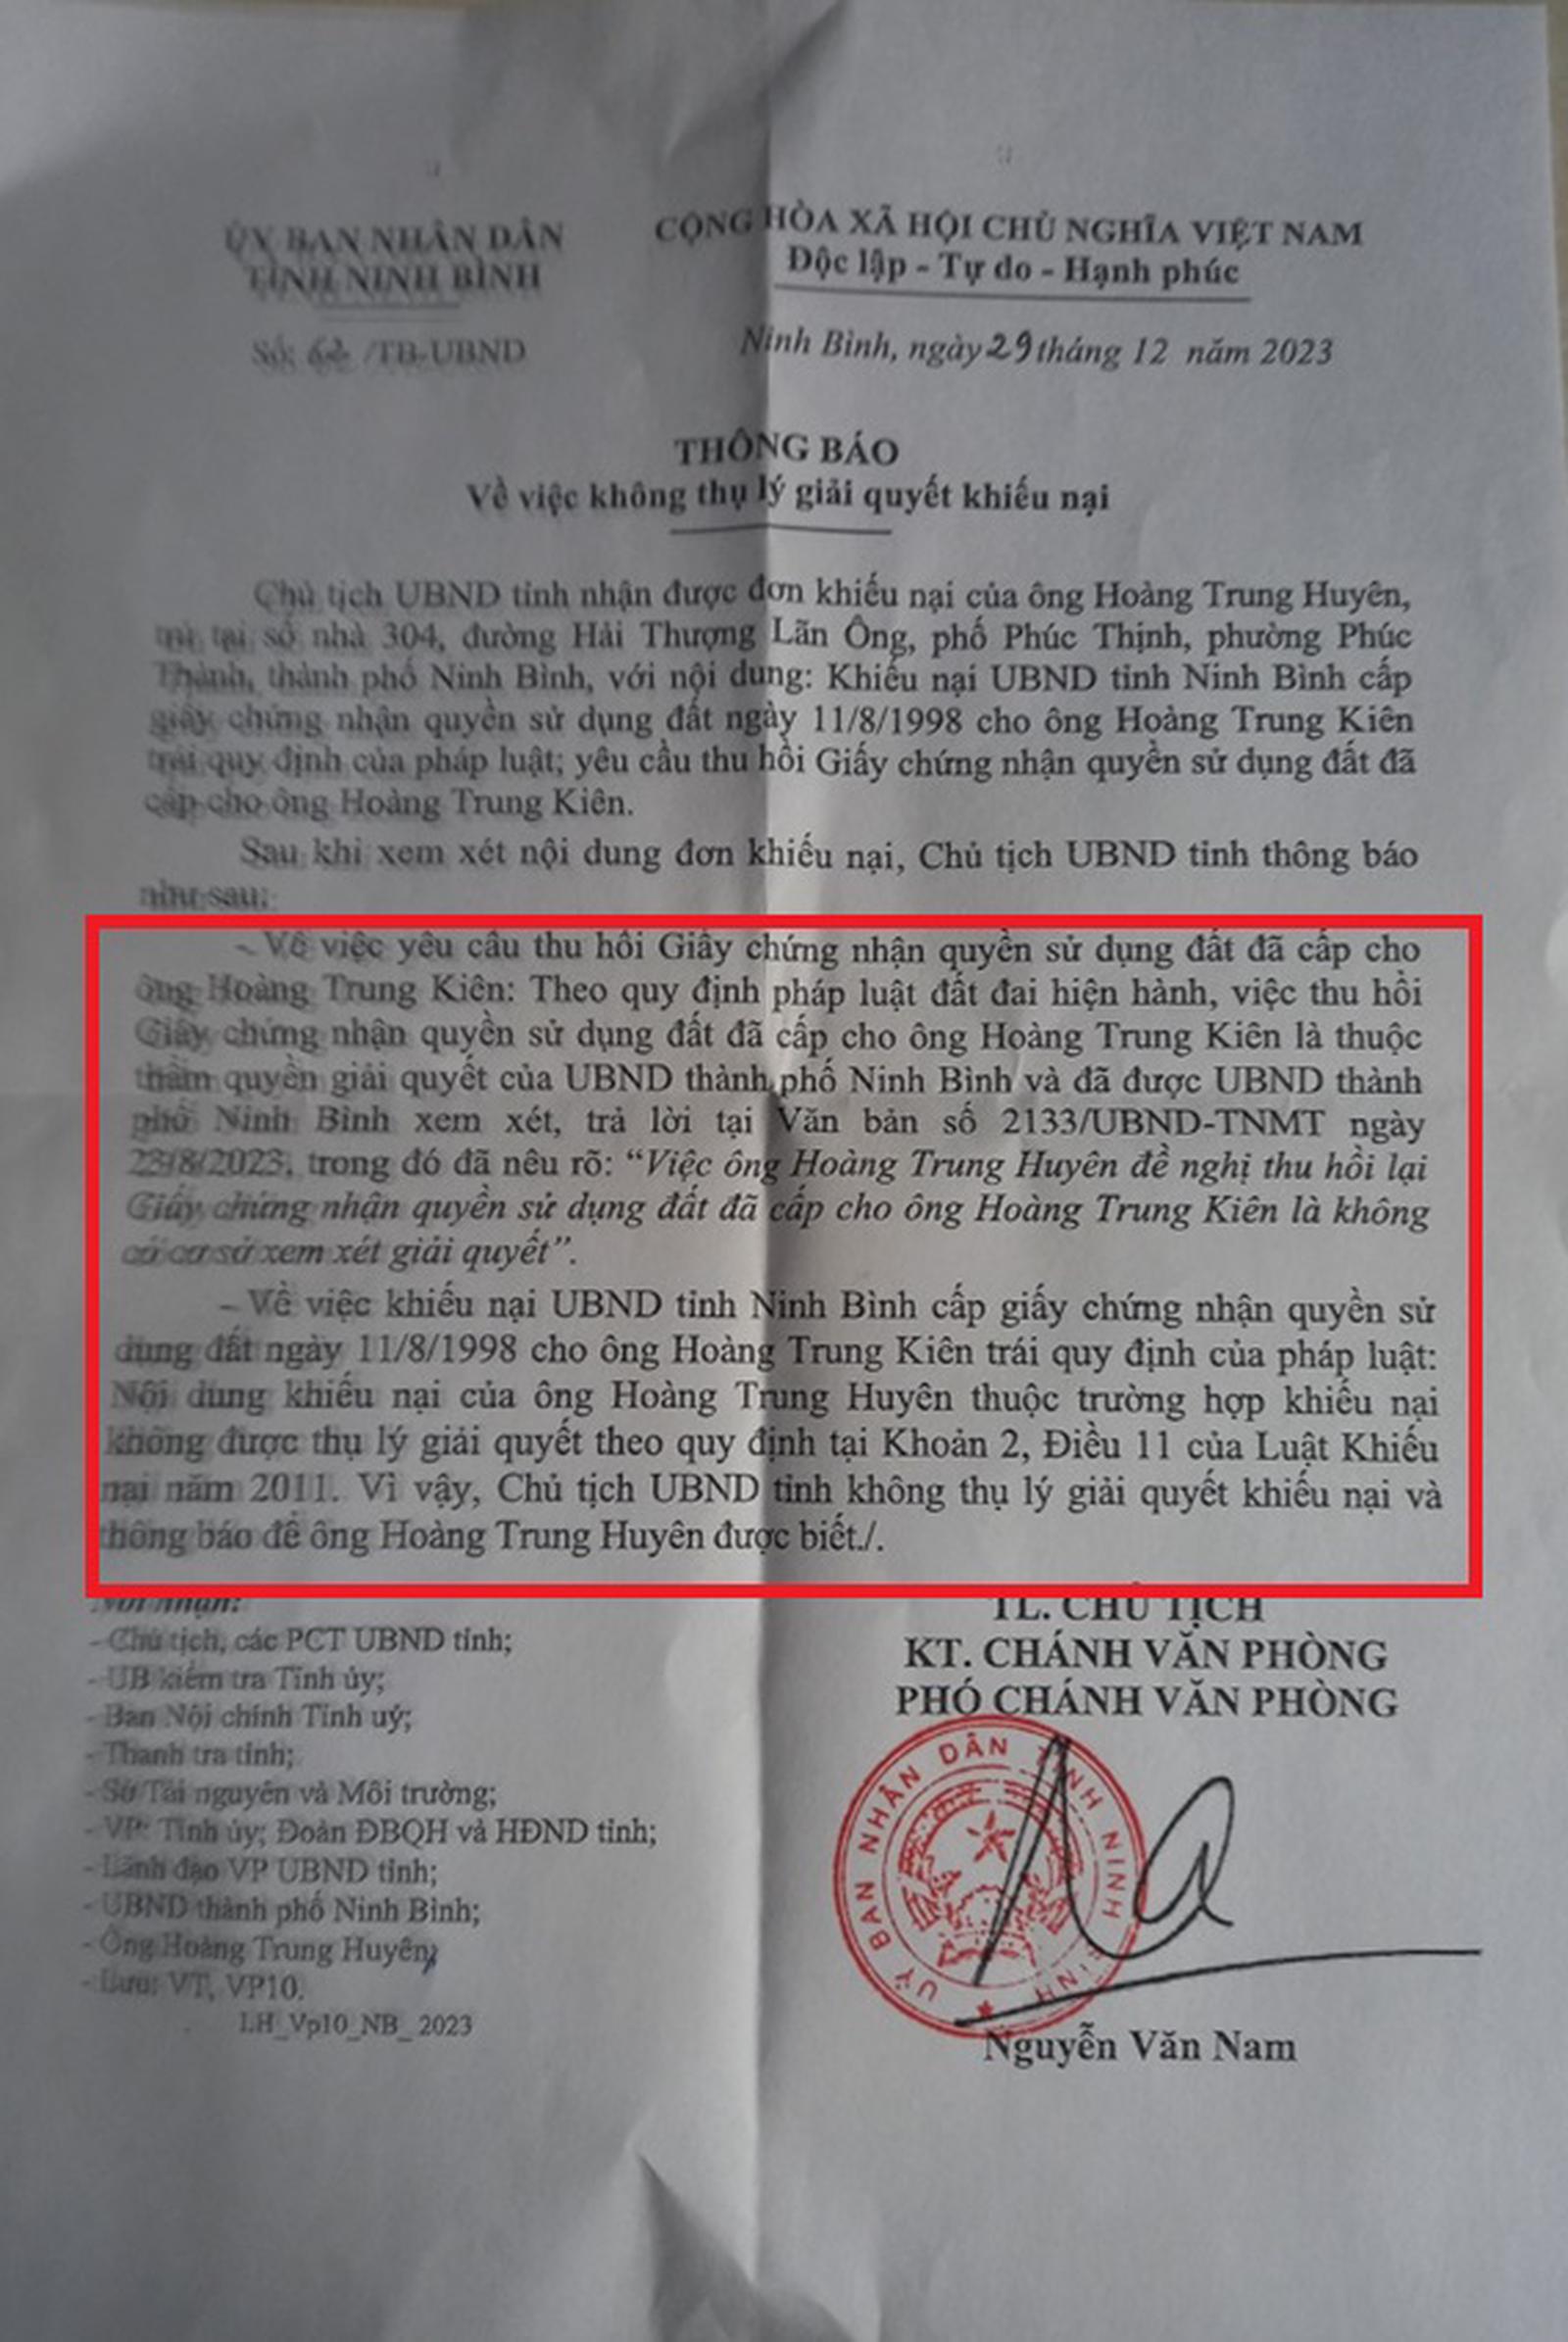 ỦY BAN NHÂN DÂN
TỈNH NINH BÌNH
CỘNG HÒA XÃ HỘI CHỦ NGHĨA VIỆT NAM
Độc lập - Tự do - Hạnh phúc
Số: /TB-UBND
Ninh Bình, ngày 29 tháng 12 năm 2023
THÔNG BÁO
Về việc không thụ lý giải quyết khiếu nại
Chủ tịch UBND tỉnh nhận được đơn khiếu nại của ông Hoàng Trung Huyên,
trú tại số nhà 304, đường Hải Thượng Lãn Ông, phố Phúc Thịnh, phường Phúc
Thành, thành phố Ninh Bình, với nội dung: Khiếu nại UBND tỉnh Ninh Bình cấp
giấy chứng nhận quyền sử dụng đất ngày 11/8/1998 cho ông Hoàng Trung Kiên
trái quy định của pháp luật; yêu cầu thu hồi Giấy chứng nhận quyền sử dụng đất đã
cấp cho ông Hoàng Trung Kiên.
Sau khi xem xét nội dung đơn khiếu nại, Chủ tịch UBND tỉnh thông báo
như sau:
- Về việc yêu cầu thu hồi Giấy chứng nhận quyền sử dụng đất đã cấp cho
ông Hoàng Trung Kiên: Theo quy định pháp luật đất đai hiện hành, việc thu hồi
Giấy chứng nhận quyền sử dụng đất đã cấp cho ông Hoàng Trung Kiên là thuộc
thẩm quyền giải quyết của UBND thành phố Ninh Bình và đã được UBND thành
phố Ninh Bình xem xét, trả lời tại Văn bản số 2133/UBND-TNMT ngày
23/8/2023, trong đó đã nêu rõ: “Việc ông Hoàng Trung Huyên đề nghị thu hồi lại
Giấy chứng nhận quyền sử dụng đất đã cấp cho ông Hoàng Trung Kiên là không
có cơ sở xem xét giải quyết”.
- Về việc khiếu nại UBND tỉnh Ninh Bình cấp giấy chứng nhận quyền sử
dụng đất ngày 11/8/1998 cho ông Hoàng Trung Kiên trái quy định của pháp luật:
Nội dung khiếu nại của ông Hoàng Trung Huyên thuộc trường hợp khiếu nại
không được thụ lý giải quyết theo quy định tại Khoản 2, Điều 11 của Luật Khiếu
nại năm 2011. Vì vậy, Chủ tịch UBND tỉnh không thụ lý giải quyết khiếu nại và
thông báo để ông Hoàng Trung Huyên được biết./.
Nơi nhận:
- Chủ tịch, các PCT UBND tỉnh;
- UB kiểm tra Tỉnh ủy;
- Ban Nội chính Tỉnh uỷ;
- Thanh tra tỉnh;
- Sở Tài nguyên và Môi trường;
- VP: Tỉnh ủy; Đoàn ĐBQH và HĐND tỉnh;
- Lãnh đạo VP UBND tỉnh;
- UBND thành phố Ninh Bình;
- Ông Hoàng Trung Huyên;
- Lưu: VT, VP10.
LH_Vp10_NB_ 2023
TL. CHỦ TỊCH
KT. CHÁNH VĂN PHÒNG
PHÓ CHÁNH VĂN PHÒNG
UỶ BAN NHÂN DÂN TỈNH NINH BÌNH
Nguyễn Văn Nam